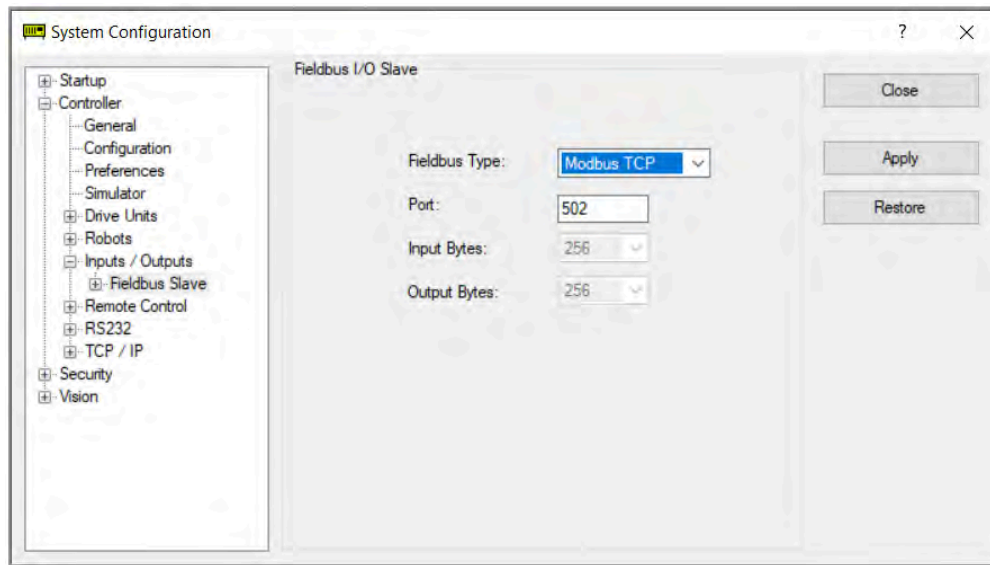 System Configuration
?
Startup
Controller
General
Configuration
Preferences
Simulator
Drive Units
Robots
Inputs / Outputs
Fieldbus Slave
Remote Control
RS232
TCP / IP
Security
Vision
Fieldbus I/O Slave
Fieldbus Type: Modbus TCP
Port: 502
Input Bytes: 256
Output Bytes: 256
Close
Apply
Restore